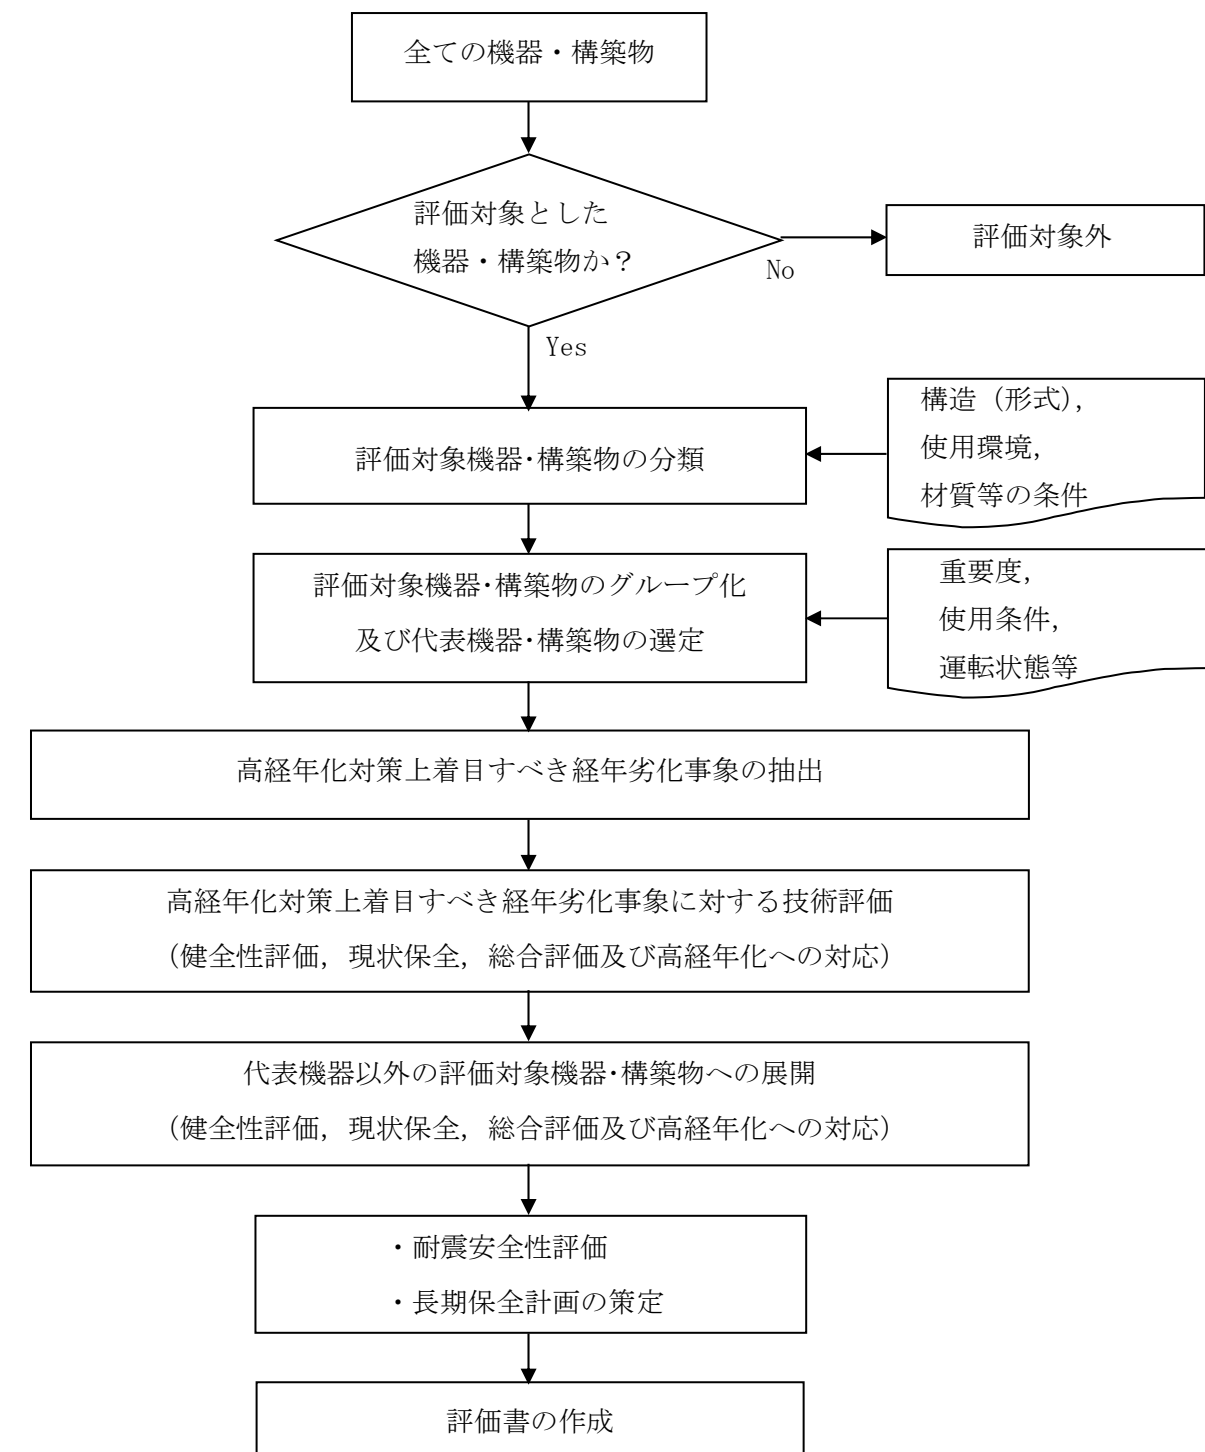 全ての機器・構築物
評価対象とした
機器・構築物か？
評価対象外
No
Yes
構造（形式），
使用環境，
材質等の条件
評価対象機器･構築物の分類
重要度，
使用条件，
運転状態等
評価対象機器･構築物のグループ化
及び代表機器･構築物の選定
高経年化対策上着目すべき経年劣化事象の抽出
高経年化対策上着目すべき経年劣化事象に対する技術評価
（健全性評価，現状保全，総合評価及び高経年化への対応）
代表機器以外の評価対象機器･構築物への展開
（健全性評価，現状保全，総合評価及び高経年化への対応）
・耐震安全性評価
・長期保全計画の策定
評価書の作成